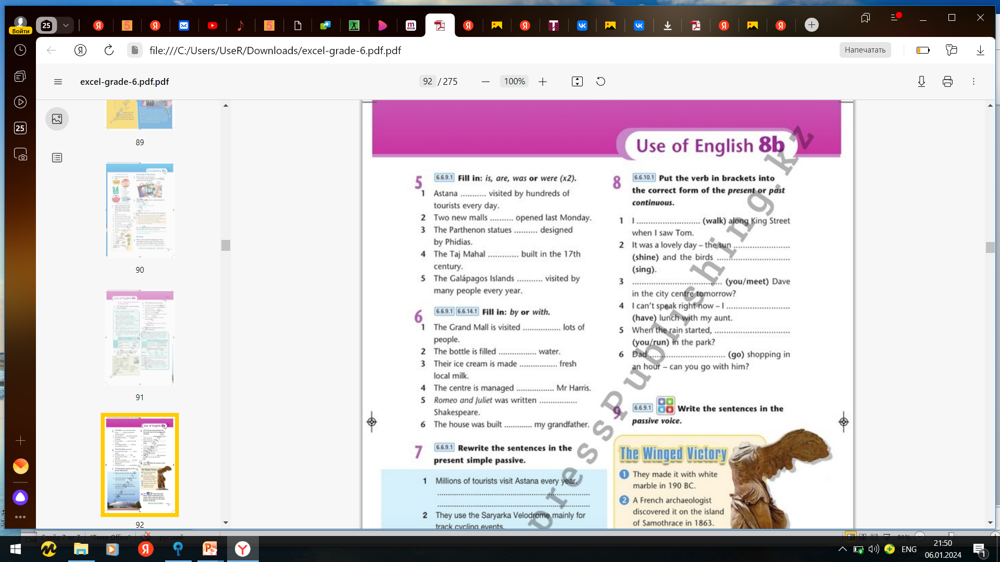 Войти
25
file:///C:/Users/UseR/Downloads/excel-grade-6.pdf.pdf
Напечатать
excel-grade-6.pdf.pdf
92 / 275
100%
25
89
90
91
92
Use of English 8b
5 6.6.9.1 Fill in: is, are, was or were (x2).
1 Astana ........... visited by hundreds of
tourists every day.
2 Two new malls .......... opened last Monday.
3 The Parthenon statues .......... designed
by Phidias.
4 The Taj Mahal ............. built in the 17th
century.
5 The Galápagos Islands ........... visited by
many people every year.
6 6.6.9.1 6.6.14.1 Fill in: by or with.
1 The Grand Mall is visited ................ lots of
people.
2 The bottle is filled ................ water.
3 Their ice cream is made ................ fresh
local milk.
4 The centre is managed ................ Mr Harris.
5 Romeo and Juliet was written ................
Shakespeare.
6 The house was built ............ my grandfather.
7 6.6.9.1 Rewrite the sentences in the
present simple passive.
1 Millions of tourists visit Astana every year.
2 They use the Saryarka Velodrome mainly for
track cycling events.
8 6.6.10.1 Put the verb in brackets into
the correct form of the present or past
continuous.
1 I ........................... (walk) along King Street
when I saw Tom.
2 It was a lovely day – the sun ........................
(shine) and the birds ...............................
(sing).
3 ...................................... (you/meet) Dave
in the city centre tomorrow?
4 I can't speak right now – I ...........................
(have) lunch with my aunt.
5 When the rain started, ................................
(you/run) in the park?
6 Dad ................................ (go) shopping in
an hour – can you go with him?
9 6.6.9.1 Write the sentences in the
passive voice.
The Winged Victory
1 They made it with white
marble in 190 BC.
2 A French archaeologist
discovered it on the island
of Samothrace in 1863.
pressPublishing.kz
Слайд 7 из 7 "Тема Office" русский
81%
ENG
21:50
06.01.2024
1